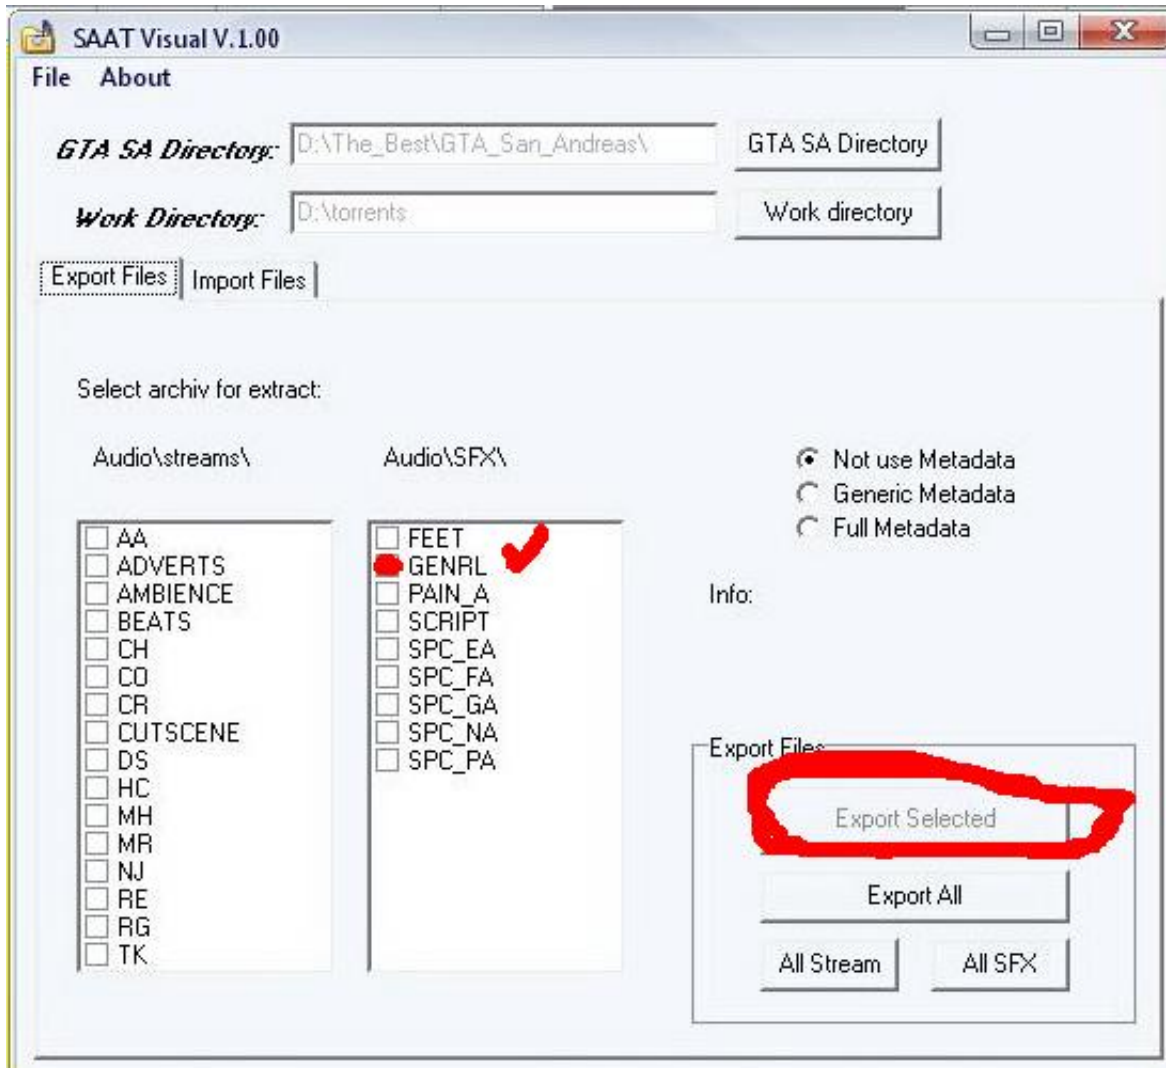 SAAT Visual V.1.00
File About
GTA SA Directory: D:\The_Best\GTA_San_Andreas\ GTA SA Directory
Work Directory: D:\torrents Work directory
Export Files Import Files
Select archiv for extract:
Audio\streams\ Audio\SFX\
AA
ADVERTS
AMBIENCE
BEATS
CH
CO
CR
CUTSCENE
DS
HC
MH
MR
NJ
RE
RG
TK
FEET
GENRL
PAIN_A
SCRIPT
SPC_EA
SPC_FA
SPC_GA
SPC_NA
SPC_PA
Not use Metadata
Generic Metadata
Full Metadata
Info:
Export Files
Export Selected
Export All
All Stream All SFX